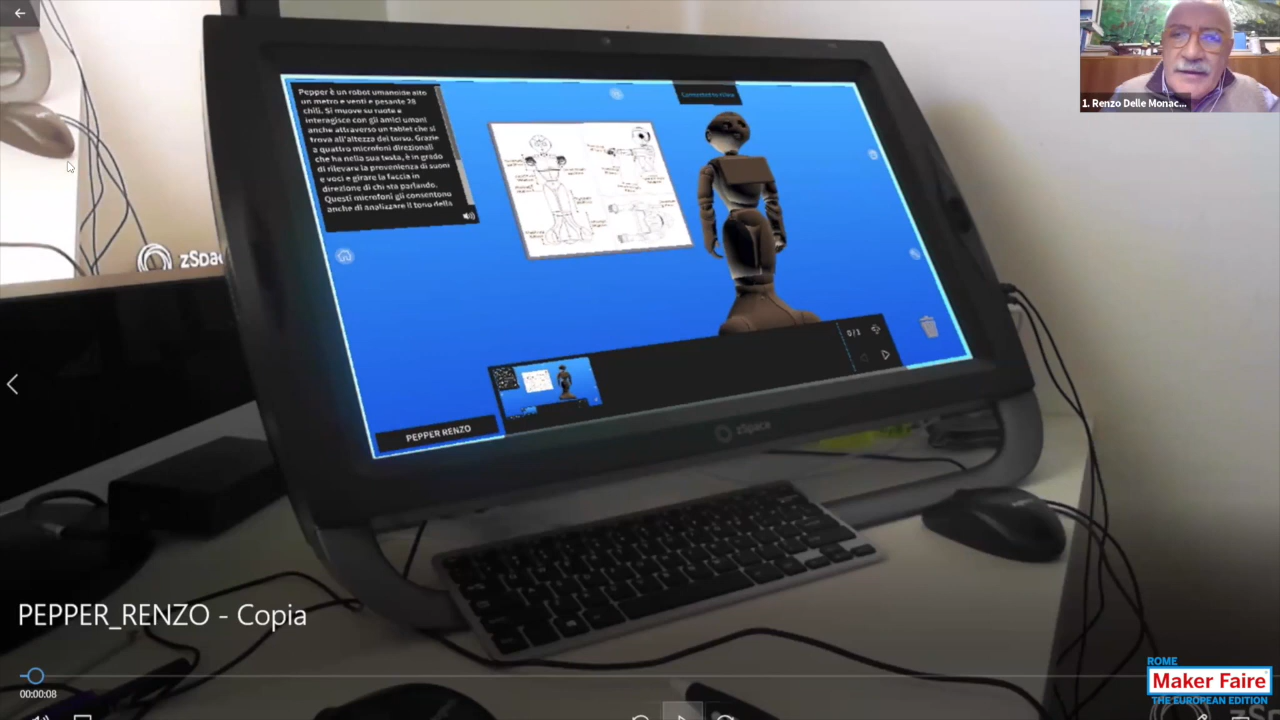 1. Renzo Delle Monac...
Pepper è un robot umanoide alto
un metro e venti e pesante 28
chili. Si muove su ruote e
interagisce con gli amici umani
anche attraverso un tablet che si
trova all'altezza del torso. Grazie
a quattro microfoni direzionali
che ha nella sua testa, è in grado
di rilevare la provenienza di suoni
e voci e girare la faccia in
direzione di chi sta parlando.
Questi microfoni gli consentono
anche di analizzare il tono della
zSpac
0/1
PEPPER RENZO
zSpace
PEPPER_RENZO - Copia
00:00:08
ROME
Maker Faire
THE EUROPEAN EDITION